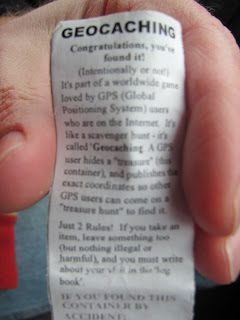 GEOCACHING
Congratulations, you've
found it!
(Intentionally or not!)
It's part of a worldwide game
loved by GPS (Global
Positioning System) users
who are on the Internet. It's
like a scavenger hunt - it's
called 'Geocaching. A GPS
user hides a "treasure" (this
container), and publishes the
exact coordinates so other
GPS users can come on a
"treasure hunt" to find it.
Just 2 Rules! If you take an
item, leave something too
(but nothing illegal or
harmful), and you must write
about your visit in the 'log
book'.
IF YOU FOUND THIS
CONTAINER BY
ACCIDENT: